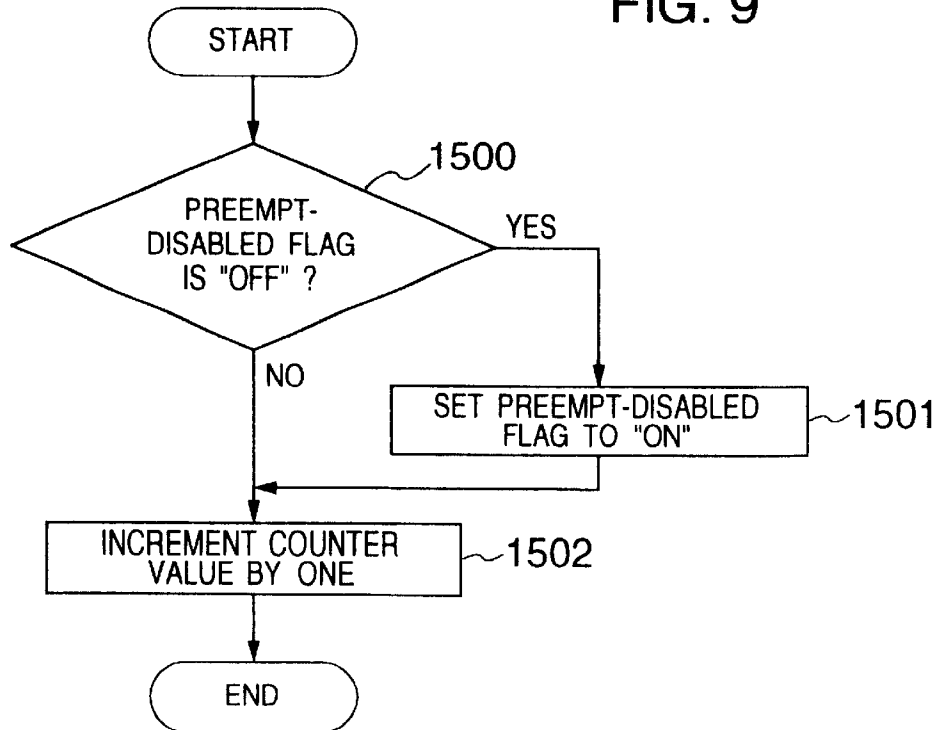 FIG. 9
START
1500
PREEMPT-
DISABLED FLAG
IS "OFF" ?
YES
NO
SET PREEMPT-DISABLED
FLAG TO "ON"
1501
INCREMENT COUNTER
VALUE BY ONE
1502
END